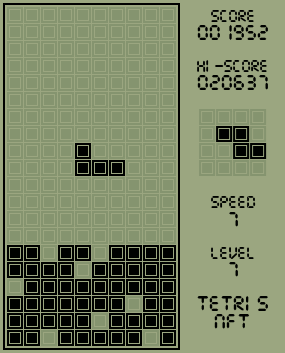 SCORE
001952
HI-SCORE
020637
SPEED
7
LEVEL
7
TETRIS
NFT